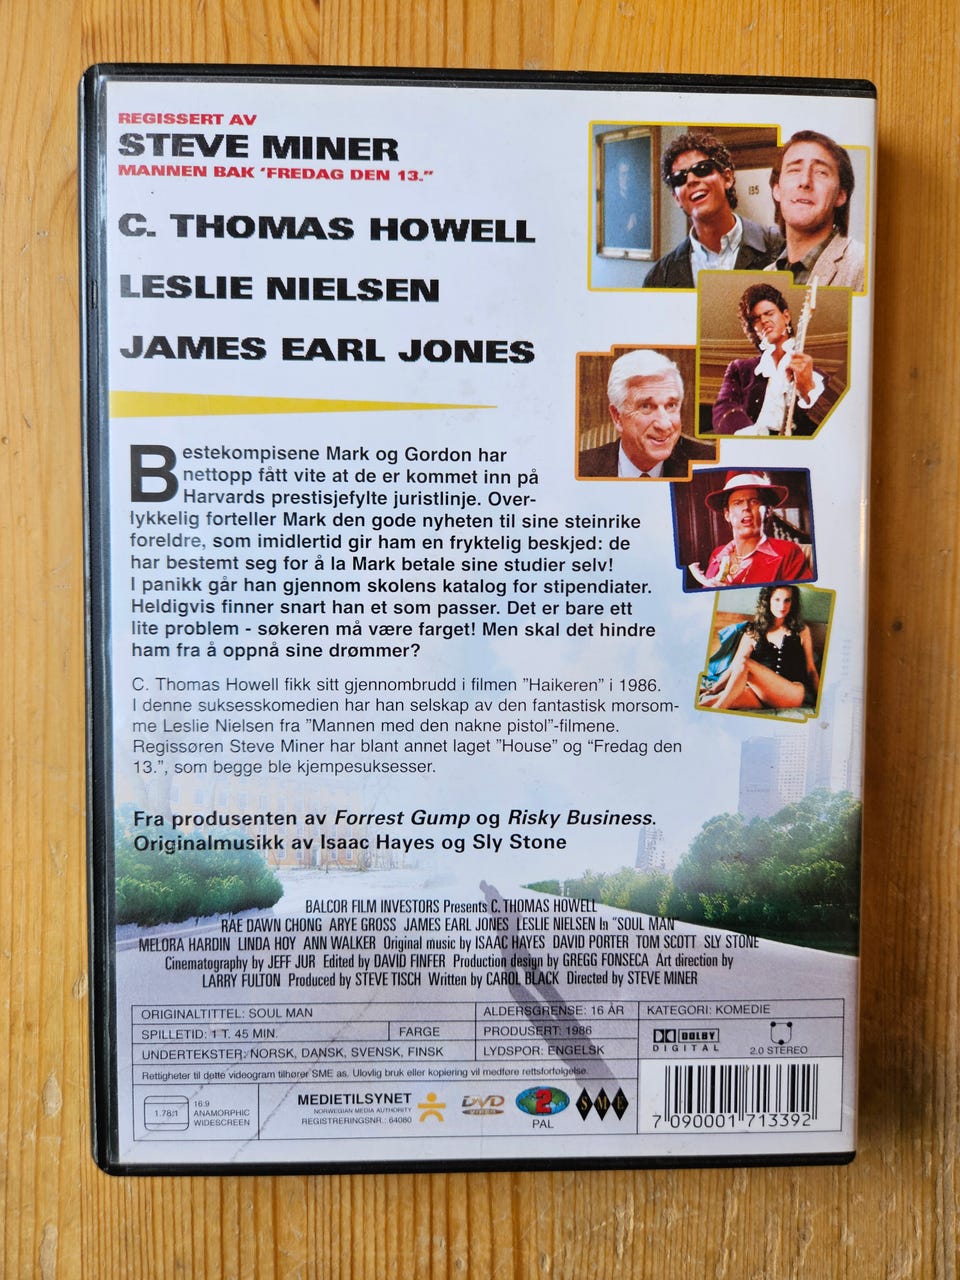 REGISSERT AV
STEVE MINER
MANNEN BAK "FREDAG DEN 13."
C. THOMAS HOWELL
LESLIE NIELSEN
JAMES EARL JONES
135
Bestekompisene Mark og Gordon har
nettopp fått vite at de er kommet inn på
Harvards prestisjefylte juristlinje. Over-
lykkelig forteller Mark den gode nyheten til sine steinrike
foreldre, som imidlertid gir ham en fryktelig beskjed: de
har bestemt seg for å la Mark betale sine studier selv!
I panikk går han gjennom skolens katalog for stipendiater.
Heldigvis finner snart han et som passer. Det er bare ett
lite problem - søkeren må være farget! Men skal det hindre
ham fra å oppnå sine drømmer?
C. Thomas Howell fikk sitt gjennombrudd i filmen "Haikeren" i 1986.
I denne suksesskomedien har han selskap av den fantastisk morsom-
me Leslie Nielsen fra "Mannen med den nakne pistol"-filmene.
Regissøren Steve Miner har blant annet laget "House" og "Fredag den
13.", som begge ble kjempesuksesser.
Fra produsenten av Forrest Gump og Risky Business.
Originalmusikk av Isaac Hayes og Sly Stone
BALCOR FILM INVESTORS Presents C. THOMAS HOWELL
RAE DAWN CHONG ARYE GROSS JAMES EARL JONES LESLIE NIELSEN In "SOUL MAN"
MELORA HARDIN LINDA HOY ANN WALKER Original music by ISAAC HAYES DAVID PORTER TOM SCOTT SLY STONE
Cinematography by JEFF JUR Edited by DAVID FINFER Production design by GREGG FONSECA Art direction by
LARRY FULTON Produced by STEVE TISCH Written by CAROL BLACK Directed by STEVE MINER
ORIGINALTITTEL: SOUL MAN
ALDERSGRENSE: 16 ÅR
KATEGORI: KOMEDIE
SPILLETID: 1 T. 45 MIN.
FARGE
PRODUSERT: 1986
UNDERTEKSTER: NORSK, DANSK, SVENSK, FINSK
LYDSPOR: ENGELSK
DOLBY
DIGITAL
2.0 STEREO
Rettigheter til dette videogram tilhører SME as. Ulovlig bruk eller kopiering vil medføre rettsforfølgelse.
1.78:1
16:9
ANAMORPHIC
WIDESCREEN
MEDIETILSYNET
NORWEGIAN MEDIA AUTHORITY
REGISTRERINGSNR.: 64080
DVD
VIDEO
2
PAL
SME
7 090001 713392